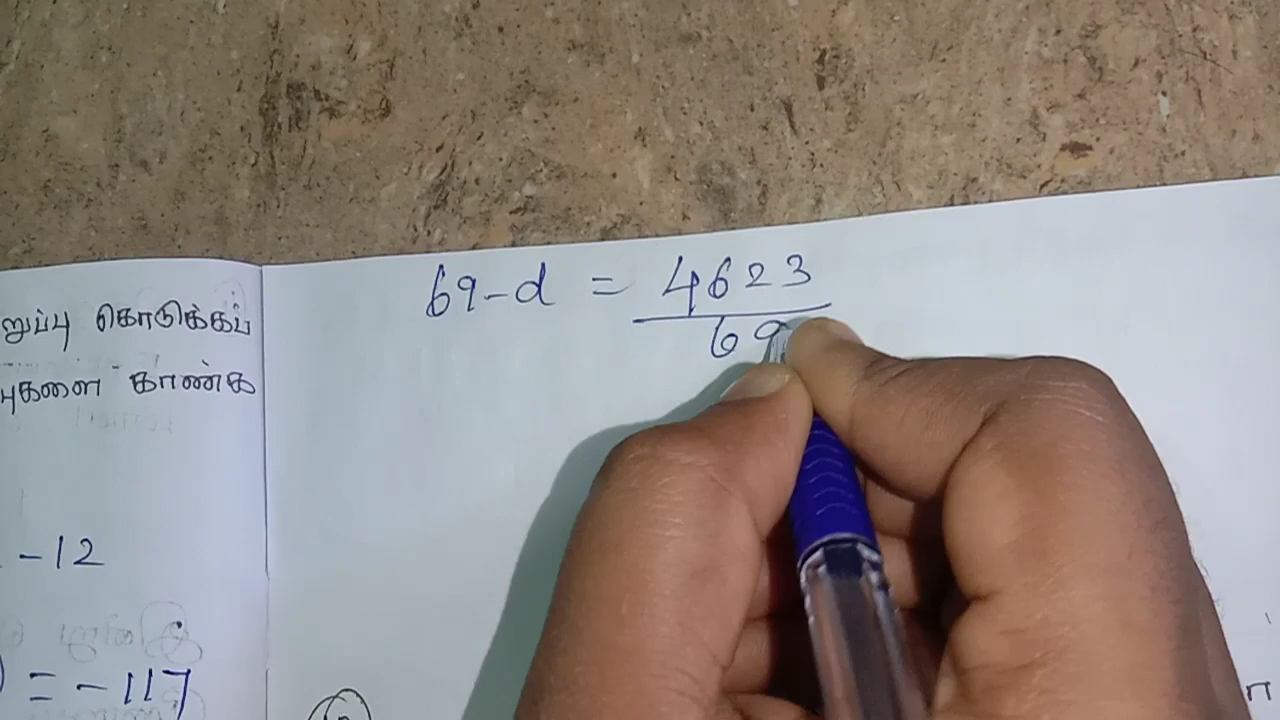 றுப்பு கொடுக்கப்
புகளை காண்க
-12
) = -117
69-d = 4623
69